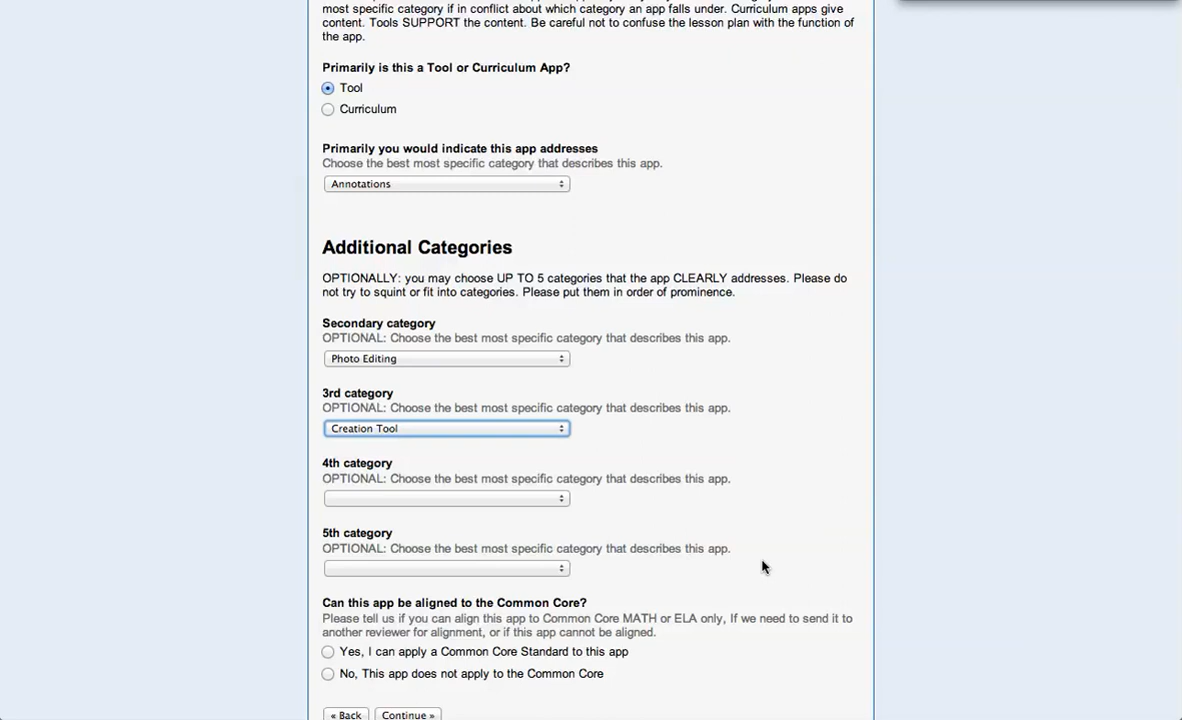 most specific category if in conflict about which category an app falls under. Curriculum apps give
content. Tools SUPPORT the content. Be careful not to confuse the lesson plan with the function of
the app.
Primarily is this a Tool or Curriculum App?
Tool
Curriculum
Primarily you would indicate this app addresses
Choose the best most specific category that describes this app.
Annotations
Additional Categories
OPTIONALLY: you may choose UP TO 5 categories that the app CLEARLY addresses. Please do
not try to squint or fit into categories. Please put them in order of prominence.
Secondary category
OPTIONAL: Choose the best most specific category that describes this app.
Photo Editing
3rd category
OPTIONAL: Choose the best most specific category that describes this app.
Creation Tool
4th category
OPTIONAL: Choose the best most specific category that describes this app.
5th category
OPTIONAL: Choose the best most specific category that describes this app.
Can this app be aligned to the Common Core?
Please tell us if you can align this app to Common Core MATH or ELA only, If we need to send it to
another reviewer for alignment, or if this app cannot be aligned.
Yes, I can apply a Common Core Standard to this app
No, This app does not apply to the Common Core
« Back Continue »